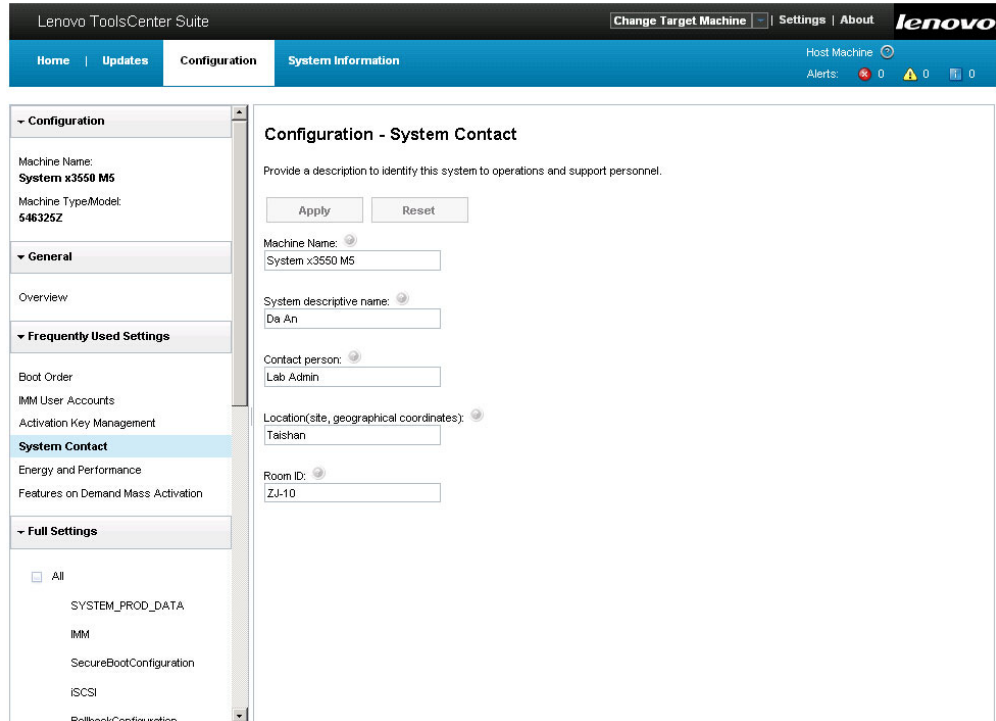 Lenovo ToolsCenter Suite
Change Target Machine | Settings | About
lenovo
Home | Updates
Configuration
System Information
Host Machine ?
Alerts: 0 0 0
Configuration
Machine Name:
System x3550 M5
Machine Type/Model:
546325Z
General
Overview
Frequently Used Settings
Boot Order
IMM User Accounts
Activation Key Management
System Contact
Energy and Performance
Features on Demand Mass Activation
Full Settings
All
SYSTEM_PROD_DATA
IMM
SecureBootConfiguration
iSCSI
RollbackConfiguration
Configuration - System Contact
Provide a description to identify this system to operations and support personnel.
Apply
Reset
Machine Name:
System x3550 M5
System descriptive name:
Da An
Contact person:
Lab Admin
Location(site, geographical coordinates):
Taishan
Room ID:
ZJ-10